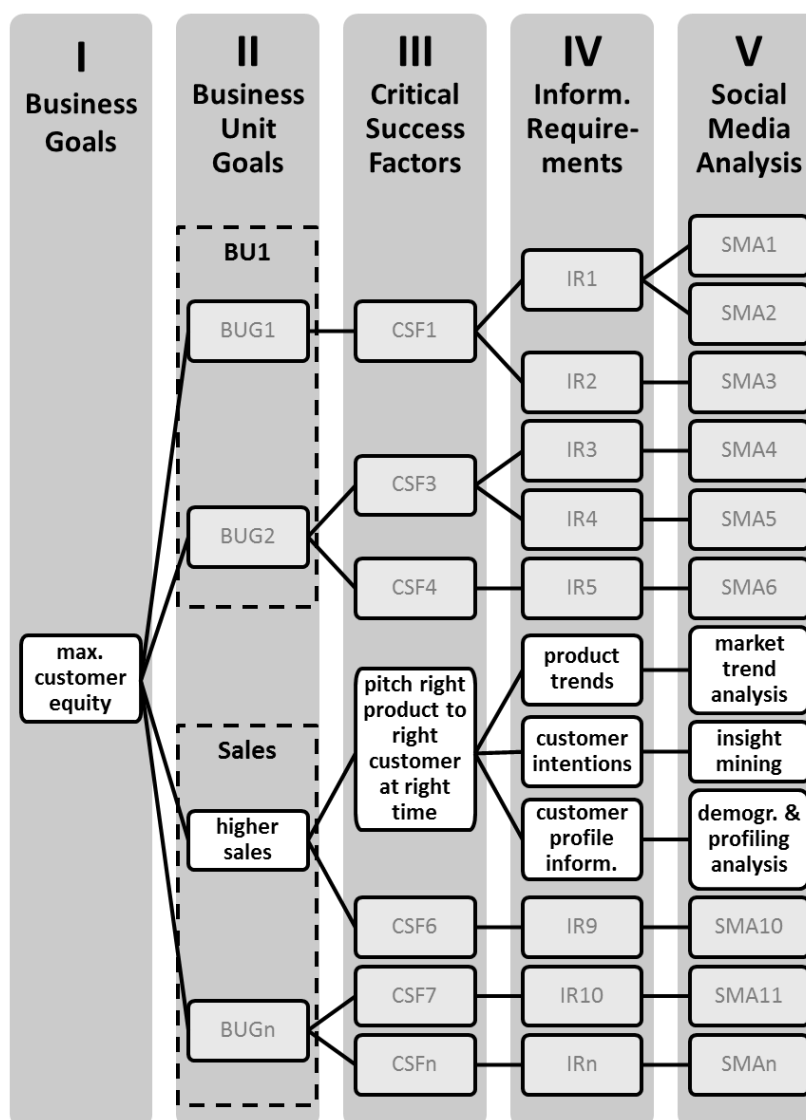 I
Business
Goals
II
Business
Unit
Goals
III
Critical
Success
Factors
IV
Inform.
Require-
ments
V
Social
Media
Analysis
BU1
BUG1
BUG2
Sales
higher
sales
BUGn
max.
customer
equity
CSF1
CSF3
CSF4
pitch right
product to
right
customer
at right
time
CSF6
CSF7
CSFn
IR1
IR2
IR3
IR4
IR5
product
trends
customer
intentions
customer
profile
inform.
IR9
IR10
IRn
SMA1
SMA2
SMA3
SMA4
SMA5
SMA6
market
trend
analysis
insight
mining
demogr. &
profiling
analysis
SMA10
SMA11
SMAn